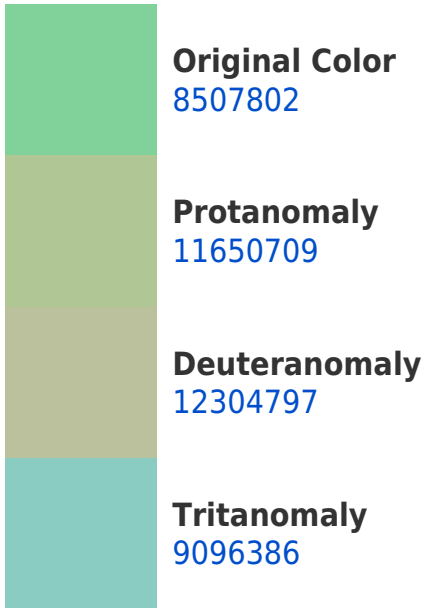 Original Color
8507802
Protanomaly
11650709
Deuteranomaly
12304797
Tritanomaly
9096386